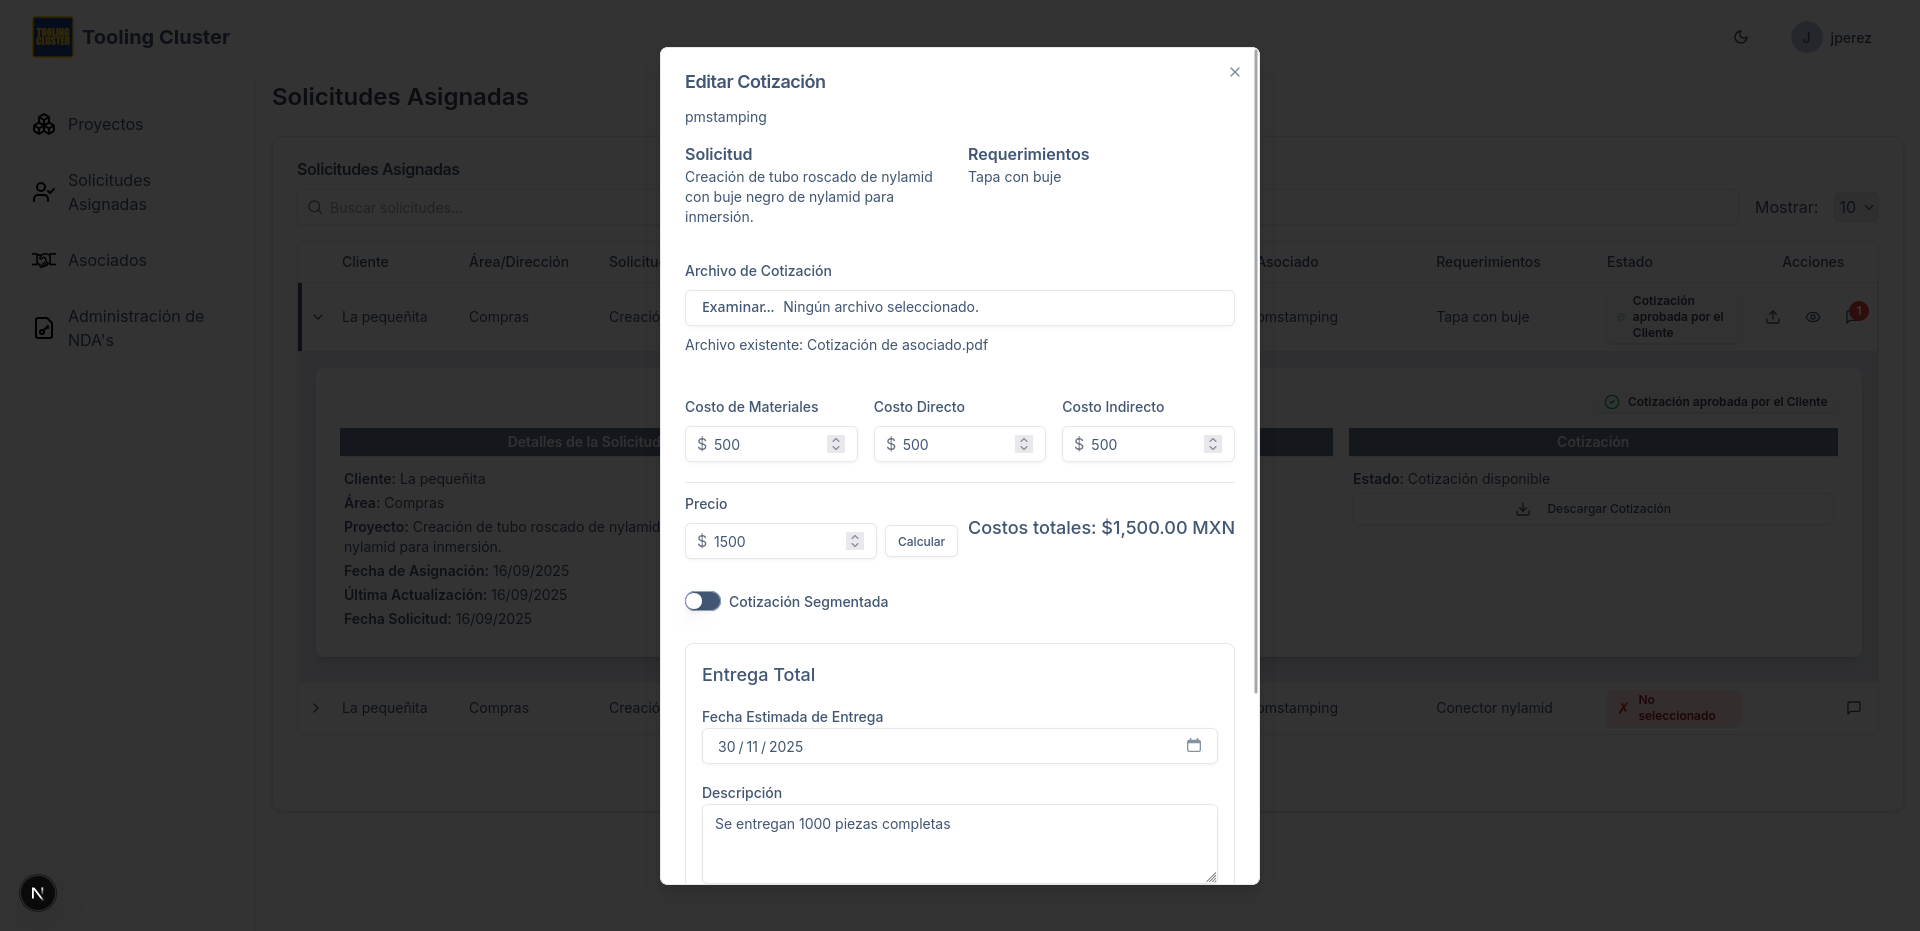 TOOLING
CLUSTER
Tooling Cluster
J
jperez
Proyectos
Solicitudes
Asignadas
Asociados
Administración de
NDA's
Solicitudes Asignadas
Solicitudes Asignadas
Buscar solicitudes...
Mostrar:
10
Cliente
Área/Dirección
Asociado
Requerimientos
Estado
Acciones
La pequeñita
Compras
pmstamping
Tapa con buje
Cotización
aprobada por el
Cliente
1
Cotización aprobada por el Cliente
Detalles de la Solicitud
Cotización
Cliente: La pequeñita
Área: Compras
Proyecto: Creación de tubo roscado de nylamid
nylamid para inmersión.
Fecha de Asignación: 16/09/2025
Última Actualización: 16/09/2025
Fecha Solicitud: 16/09/2025
Estado: Cotización disponible
Descargar Cotización
La pequeñita
Compras
pmstamping
Conector nylamid
✗
No
seleccionado
Editar Cotización
pmstamping
Solicitud
Creación de tubo roscado de nylamid
con buje negro de nylamid para
inmersión.
Requerimientos
Tapa con buje
Archivo de Cotización
Examinar... Ningún archivo seleccionado.
Archivo existente: Cotización de asociado.pdf
Costo de Materiales
$ 500
Costo Directo
$ 500
Costo Indirecto
$ 500
Precio
$ 1500
Calcular
Costos totales: $1,500.00 MXN
Cotización Segmentada
Entrega Total
Fecha Estimada de Entrega
30 / 11 / 2025
Descripción
Se entregan 1000 piezas completas
N